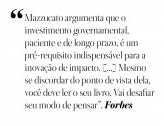 “Mazzucato argumenta que o
investimento governamental,
paciente e de longo prazo, é um
pré-requisito indispensável para a
inovação de impacto. [...] Mesmo
se discordar do ponto de vista dela,
você deve ler o seu livro. Vai desafiar
seu modo de pensar”. Forbes